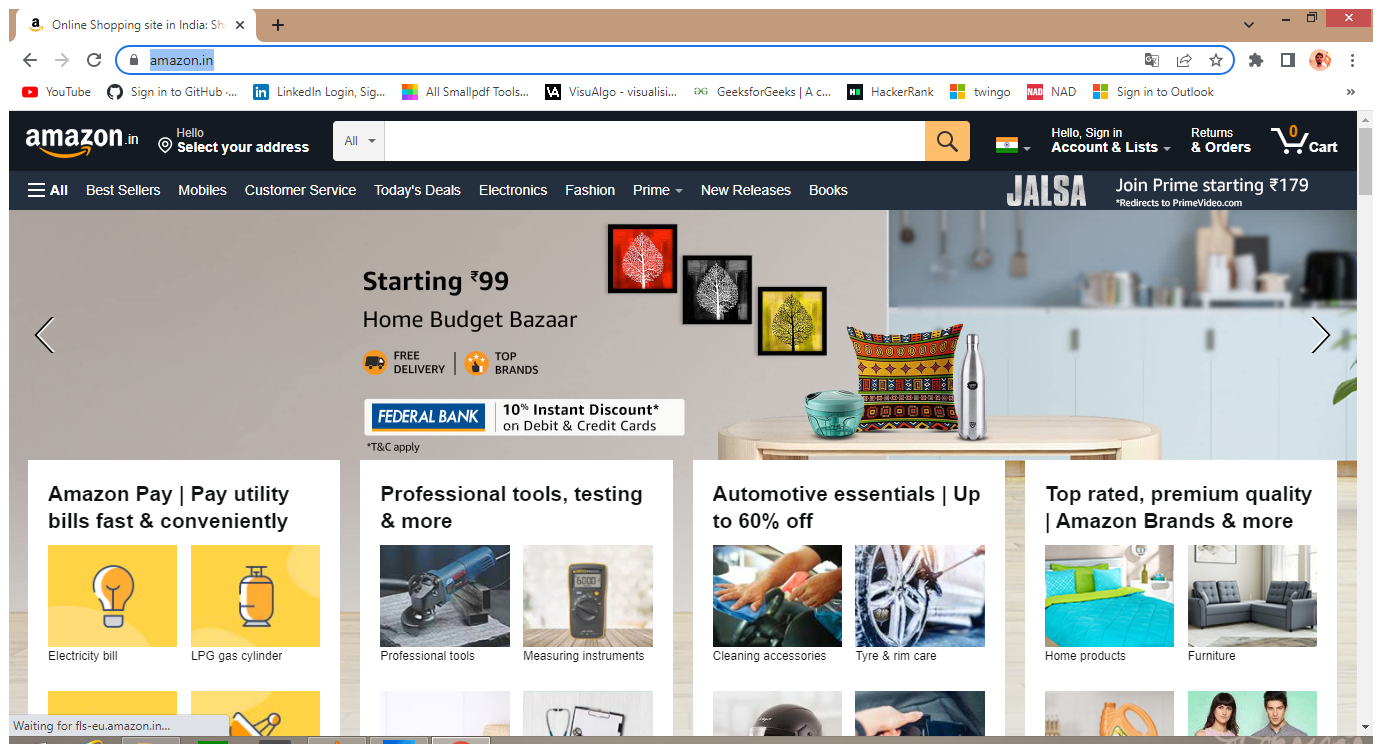 Online Shopping site in India: Sh
amazon.in
YouTube
Sign in to GitHub ·...
LinkedIn Login, Sig...
All Smallpdf Tools...
VisuAlgo - visualisi...
GeeksforGeeks | A c...
HackerRank
twingo
NAD
Sign in to Outlook
»
amazon.in
Hello
Select your address
All
Hello, Sign in
Account & Lists
Returns
& Orders
0
Cart
All
Best Sellers
Mobiles
Customer Service
Today's Deals
Electronics
Fashion
Prime
New Releases
Books
JALSA
Join Prime starting ₹179
*Redirects to PrimeVideo.com
Starting ₹99
Home Budget Bazaar
FREE
DELIVERY
TOP
BRANDS
FEDERAL BANK
10% Instant Discount*
on Debit & Credit Cards
*T&C apply
Amazon Pay | Pay utility
bills fast & conveniently
Electricity bill
LPG gas cylinder
Professional tools, testing
& more
Professional tools
Measuring instruments
Automotive essentials | Up
to 60% off
Cleaning accessories
Tyre & rim care
Top rated, premium quality
| Amazon Brands & more
Home products
Furniture
Waiting for fls-eu.amazon.in...